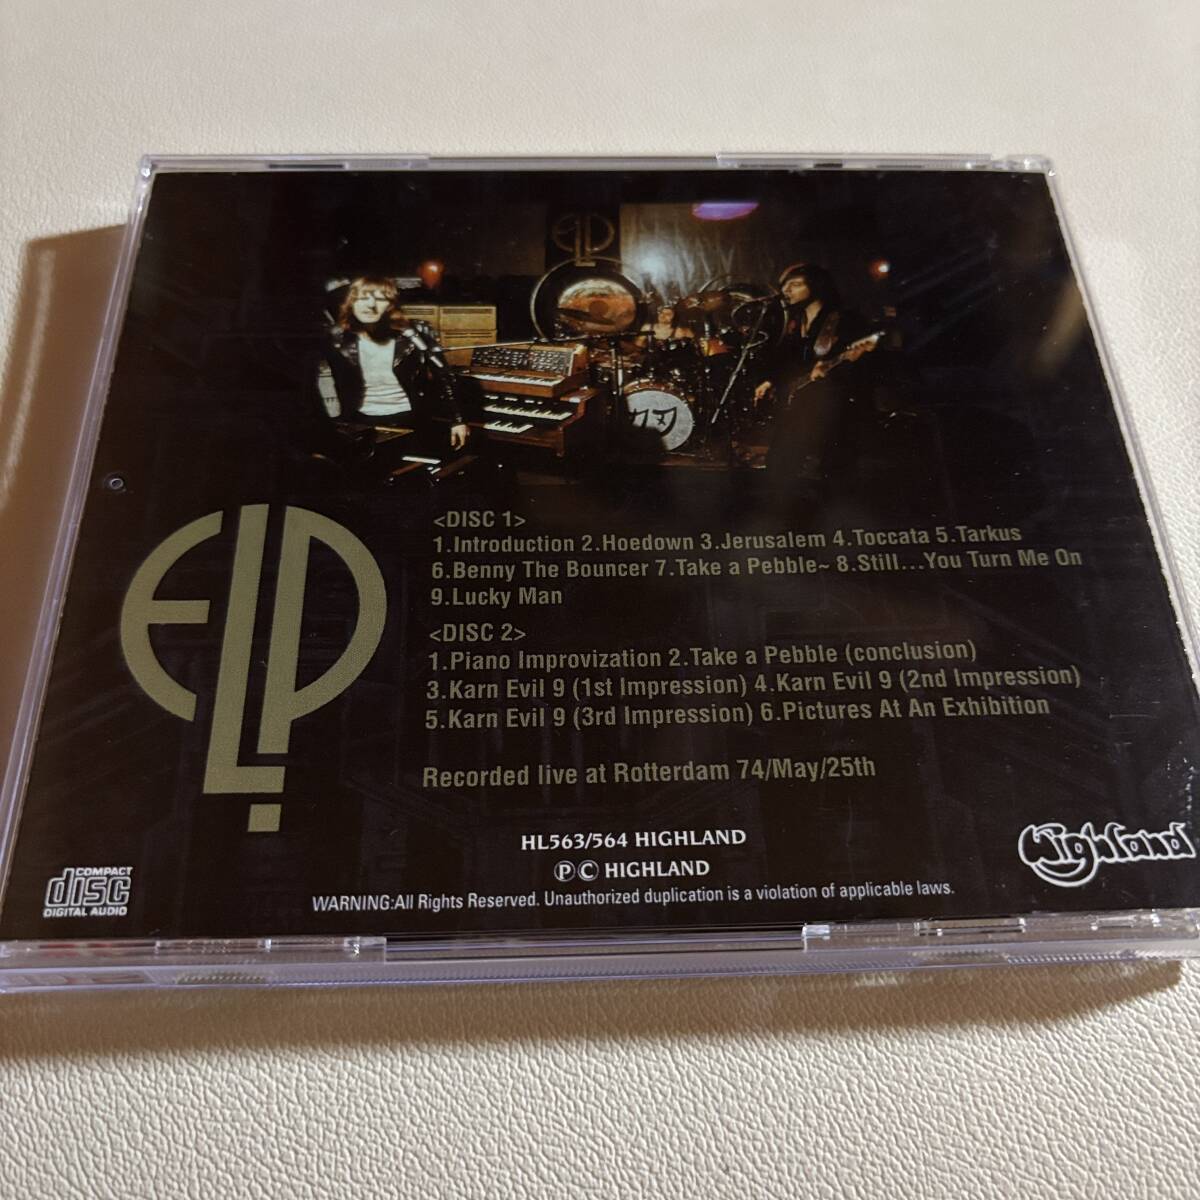 ELP
<DISC 1>
1.Introduction 2.Hoedown 3.Jerusalem 4.Toccata 5.Tarkus
6.Benny The Bouncer 7.Take a Pebble~ 8.Still...You Turn Me On
9.Lucky Man
<DISC 2>
1.Piano Improvization 2.Take a Pebble (conclusion)
3.Karn Evil 9 (1st Impression) 4.Karn Evil 9 (2nd Impression)
5.Karn Evil 9 (3rd Impression) 6.Pictures At An Exhibition
Recorded live at Rotterdam 74/May/25th
ELP
HL563/564 HIGHLAND
ⓅⒸ HIGHLAND
WARNING:All Rights Reserved. Unauthorized duplication is a violation of applicable laws.
COMPACT
disc
DIGITAL AUDIO
Highland